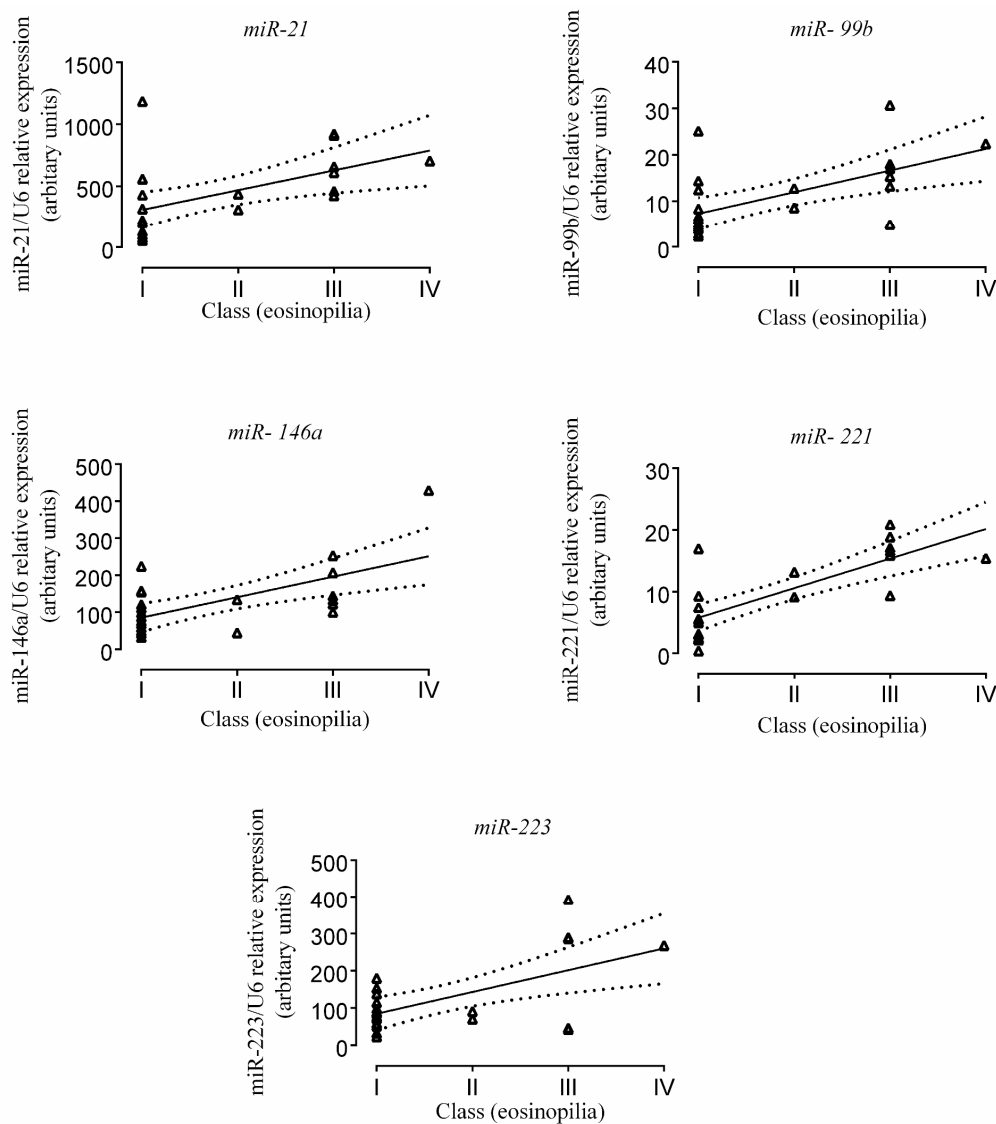 miR-21
miR-21/U6 relative expression
(arbitary units)
1500
1000
500
0
I II III IV
Class (eosinopilia)
miR- 99b
miR-99b/U6 relative expression
(arbitary units)
40
30
20
10
0
I II III IV
Class (eosinopilia)
miR- 146a
miR-146a/U6 relative expression
(arbitary units)
500
400
300
200
100
0
I II III IV
Class (eosinopilia)
miR- 221
miR-221/U6 relative expression
(arbitary units)
30
20
10
0
I II III IV
Class (eosinopilia)
miR-223
miR-223/U6 relative expression
(arbitary units)
500
400
300
200
100
0
I II III IV
Class (eosinopilia)